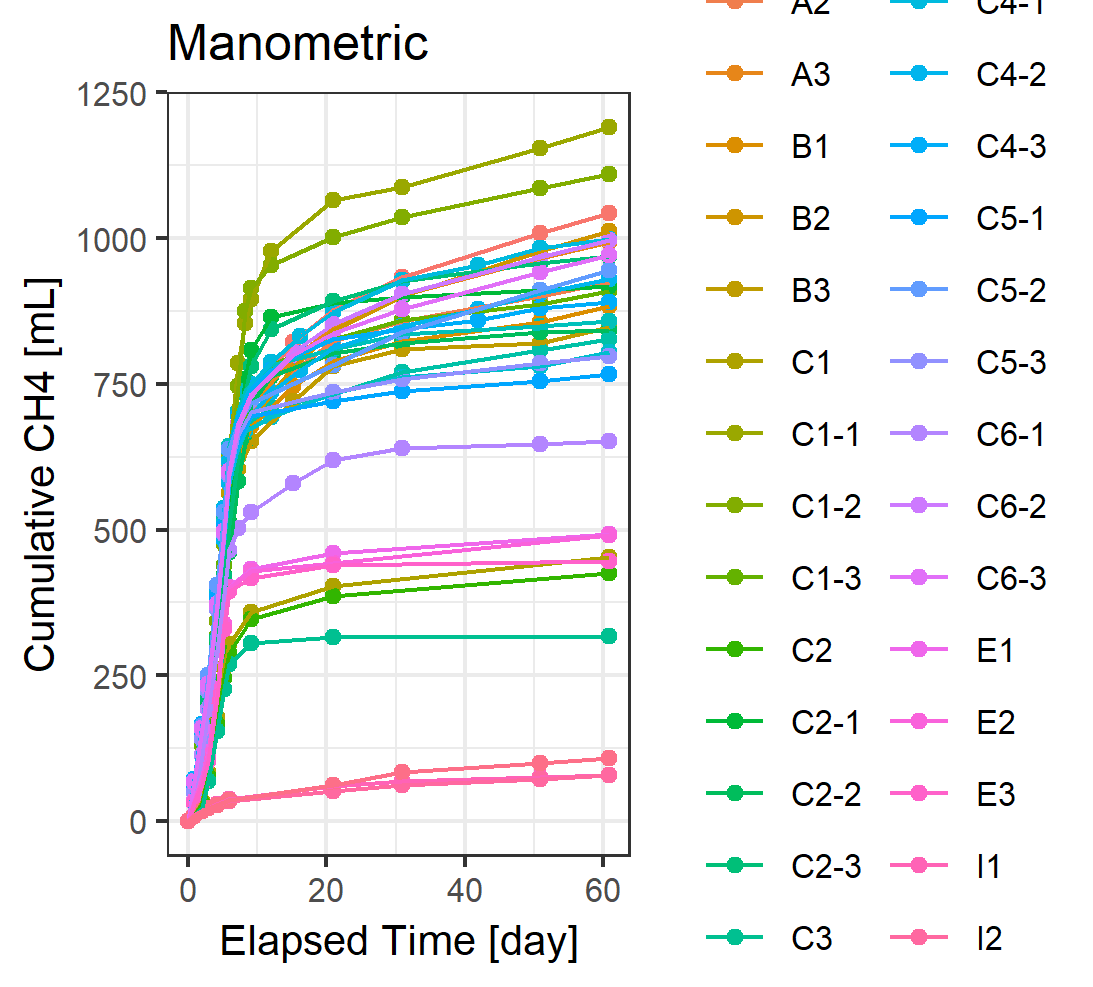 Manometric
Cumulative CH4 [mL]
1250
1000
750
500
250
0
0 20 40 60
Elapsed Time [day]
A2
A3
B1
B2
B3
C1
C1-1
C1-2
C1-3
C2
C2-1
C2-2
C2-3
C3
C4-1
C4-2
C4-3
C5-1
C5-2
C5-3
C6-1
C6-2
C6-3
E1
E2
E3
I1
I2